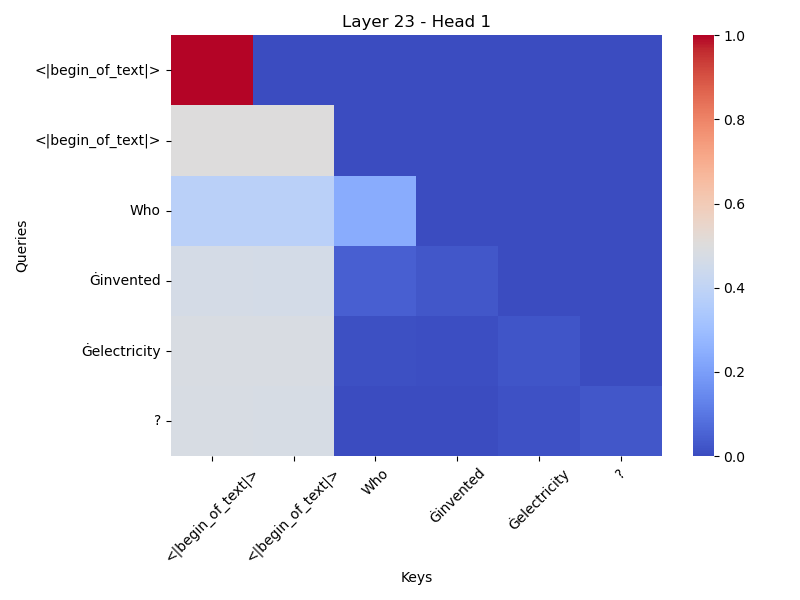 Layer 23 - Head 1
<|begin_of_text|>
<|begin_of_text|>
Who
Ġinvented
Ġelectricity
?
Queries
<|begin_of_text|>
<|begin_of_text|>
Who
Ġinvented
Ġelectricity
?
Keys
1.0
0.8
0.6
0.4
0.2
0.0